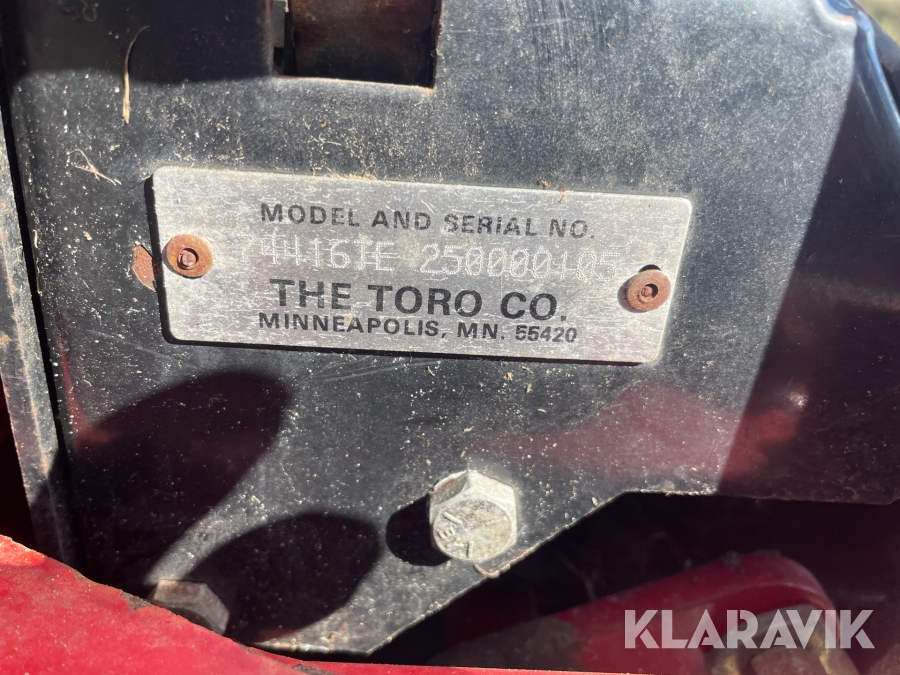 MODEL AND SERIAL NO.
74416TE 250000105
THE TORO CO.
MINNEAPOLIS, MN. 55420
KLARAVIK